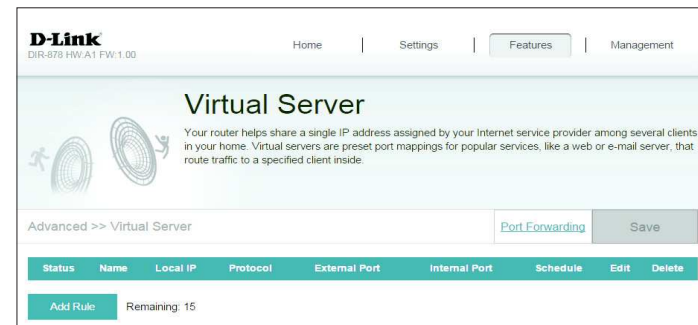 D-Link
DIR-878 HW:A1 FW:1.00
Home | Settings | Features | Management
Virtual Server
Your router helps share a single IP address assigned by your Internet service provider among several clients
in your home. Virtual servers are preset port mappings for popular services, like a web or e-mail server, that
route traffic to a specified client inside.
Advanced >> Virtual Server
Port Forwarding
Save
Status Name Local IP Protocol External Port Internal Port Schedule Edit Delete
Add Rule Remaining: 15